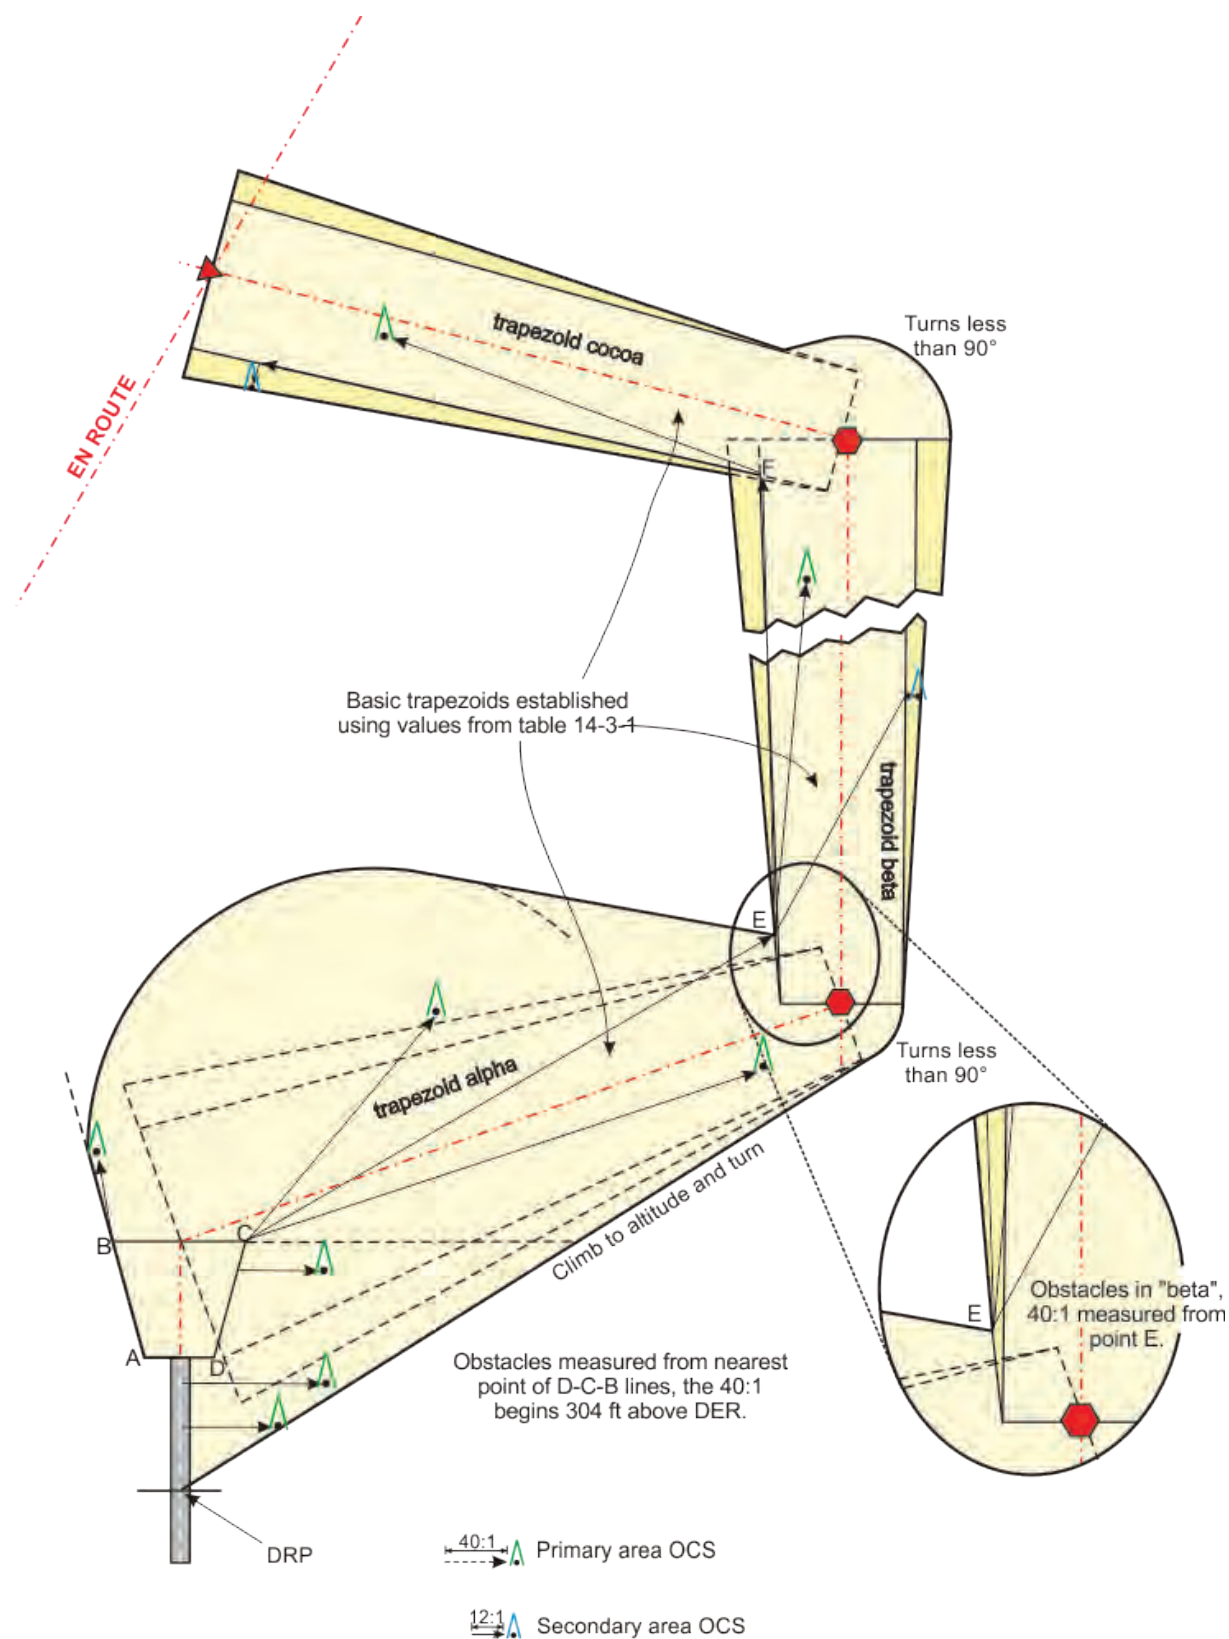 Turns less
than 90°
trapezoid cocoa
EN ROUTE
E
Basic trapezoids established
using values from table 14-3-1
trapezoid beta
E
Turns less
than 90°
trapezoid alpha
C
B
Climb to altitude and turn
A
D
Obstacles measured from nearest
point of D-C-B lines, the 40:1
begins 304 ft above DER.
E
Obstacles in "beta",
40:1 measured from
point E.
DRP
40:1
Primary area OCS
12:1
Secondary area OCS